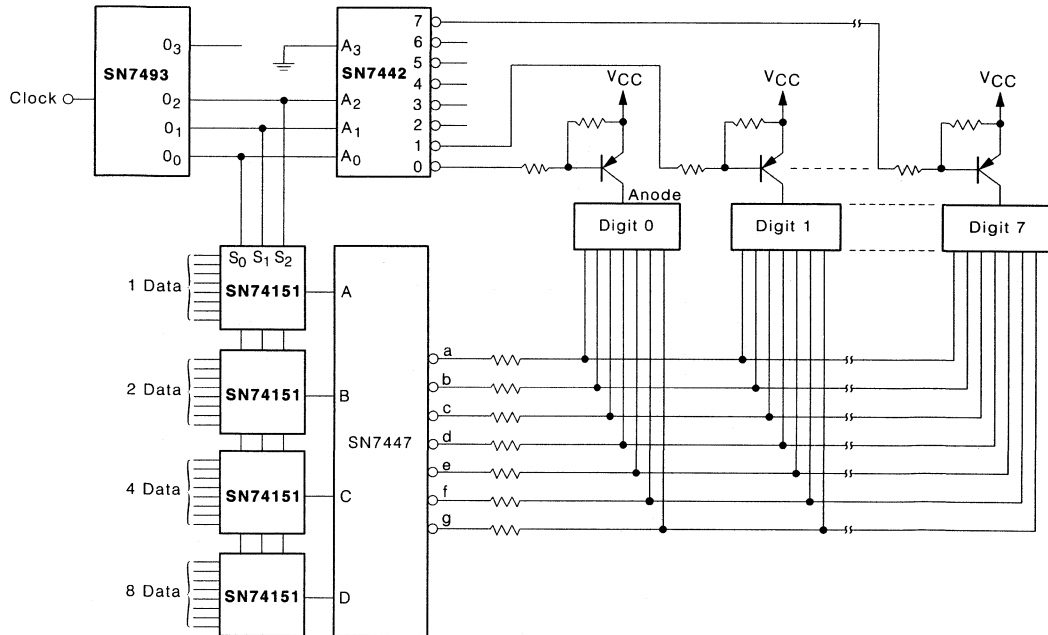 Clock
SN7493
0₃
0₂
0₁
0₀
SN7442
A₃
A₂
A₁
A₀
7
6
5
4
3
2
1
0
VCC
VCC
VCC
Anode
Digit 0
Digit 1
Digit 7
S₀ S₁ S₂
1 Data
SN74151
A
2 Data
SN74151
B
4 Data
SN74151
C
8 Data
SN74151
D
SN7447
a
b
c
d
e
f
g